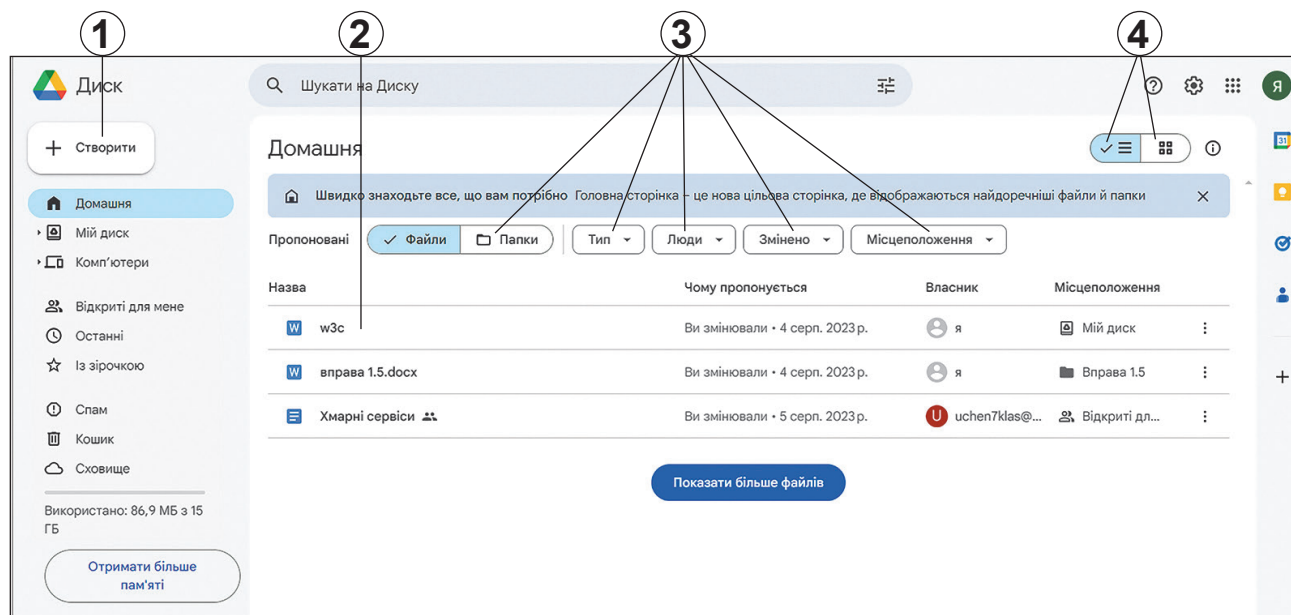 1 2 3 4
Диск
Шукати на Диску
Я
Створити
31
Домашня
Мій диск
Комп'ютери
Відкриті для мене
Останні
Із зірочкою
Спам
Кошик
Сховище
Використано: 86,9 МБ з 15
ГБ
Отримати більше
пам'яті
Домашня
Швидко знаходьте все, що вам потрібно Головна сторінка – це нова цільова сторінка, де відображаються найдоречніші файли й папки
Пропоновані Файли Папки Тип Люди Змінено Місцеположення
Назва Чому пропонується Власник Місцеположення
W w3c Ви змінювали • 4 серп. 2023 р. я Мій диск
W вправа 1.5.docx Ви змінювали • 4 серп. 2023 р. я Вправа 1.5
Хмарні сервіси Ви змінювали • 5 серп. 2023 р. U uchen7klas@... Відкриті дл...
Показати більше файлів